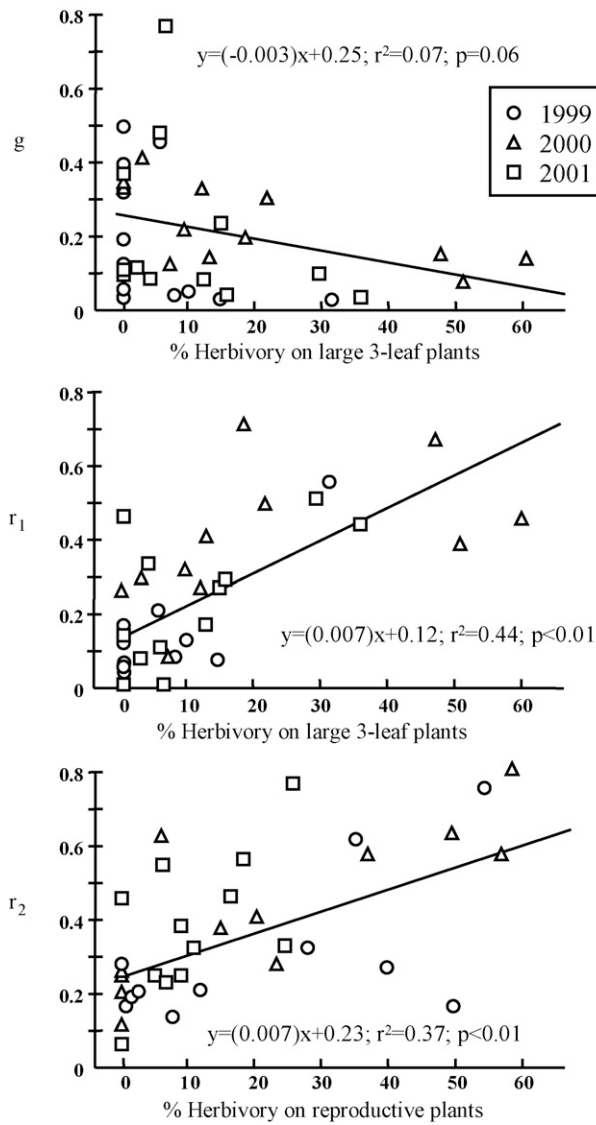 0.8
y=(-0.003)x+0.25; r²=0.07; p=0.06
0.6
1999
2000
2001
g
0.4
0.2
0
0 10 20 30 40 50 60
% Herbivory on large 3-leaf plants
0.8
0.6
r₁
0.4
0.2
y=(0.007)x+0.12; r²=0.44; p<0.01
0
0 10 20 30 40 50 60
% Herbivory on large 3-leaf plants
0.8
0.6
r₂
0.4
0.2
y=(0.007)x+0.23; r²=0.37; p<0.01
0
0 10 20 30 40 50 60
% Herbivory on reproductive plants